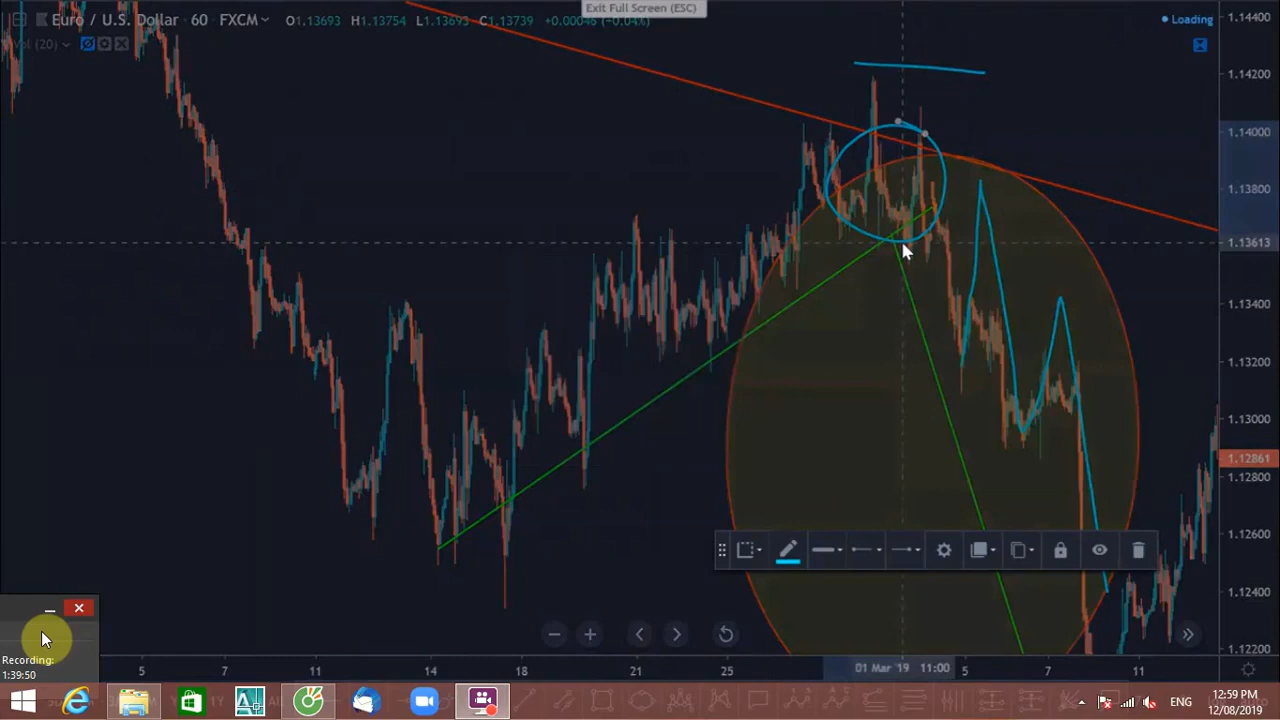 Exit Full Screen (ESC)
Euro / U.S. Dollar 60 FXCM O1.13693 H1.13754 L1.13693 C1.13739 +0.00046 (+0.04%)
Vol (20)
Loading
1.14400
1.14200
1.14000
1.13800
1.13613
1.13400
1.13200
1.13000
1.12861
1.12800
1.12600
1.12400
1.12200
5 7 11 14 18 21 25 01 Mar '19 11:00 5 7 11
Recording:
1:39:50
ENG
12:59 PM
12/08/2019